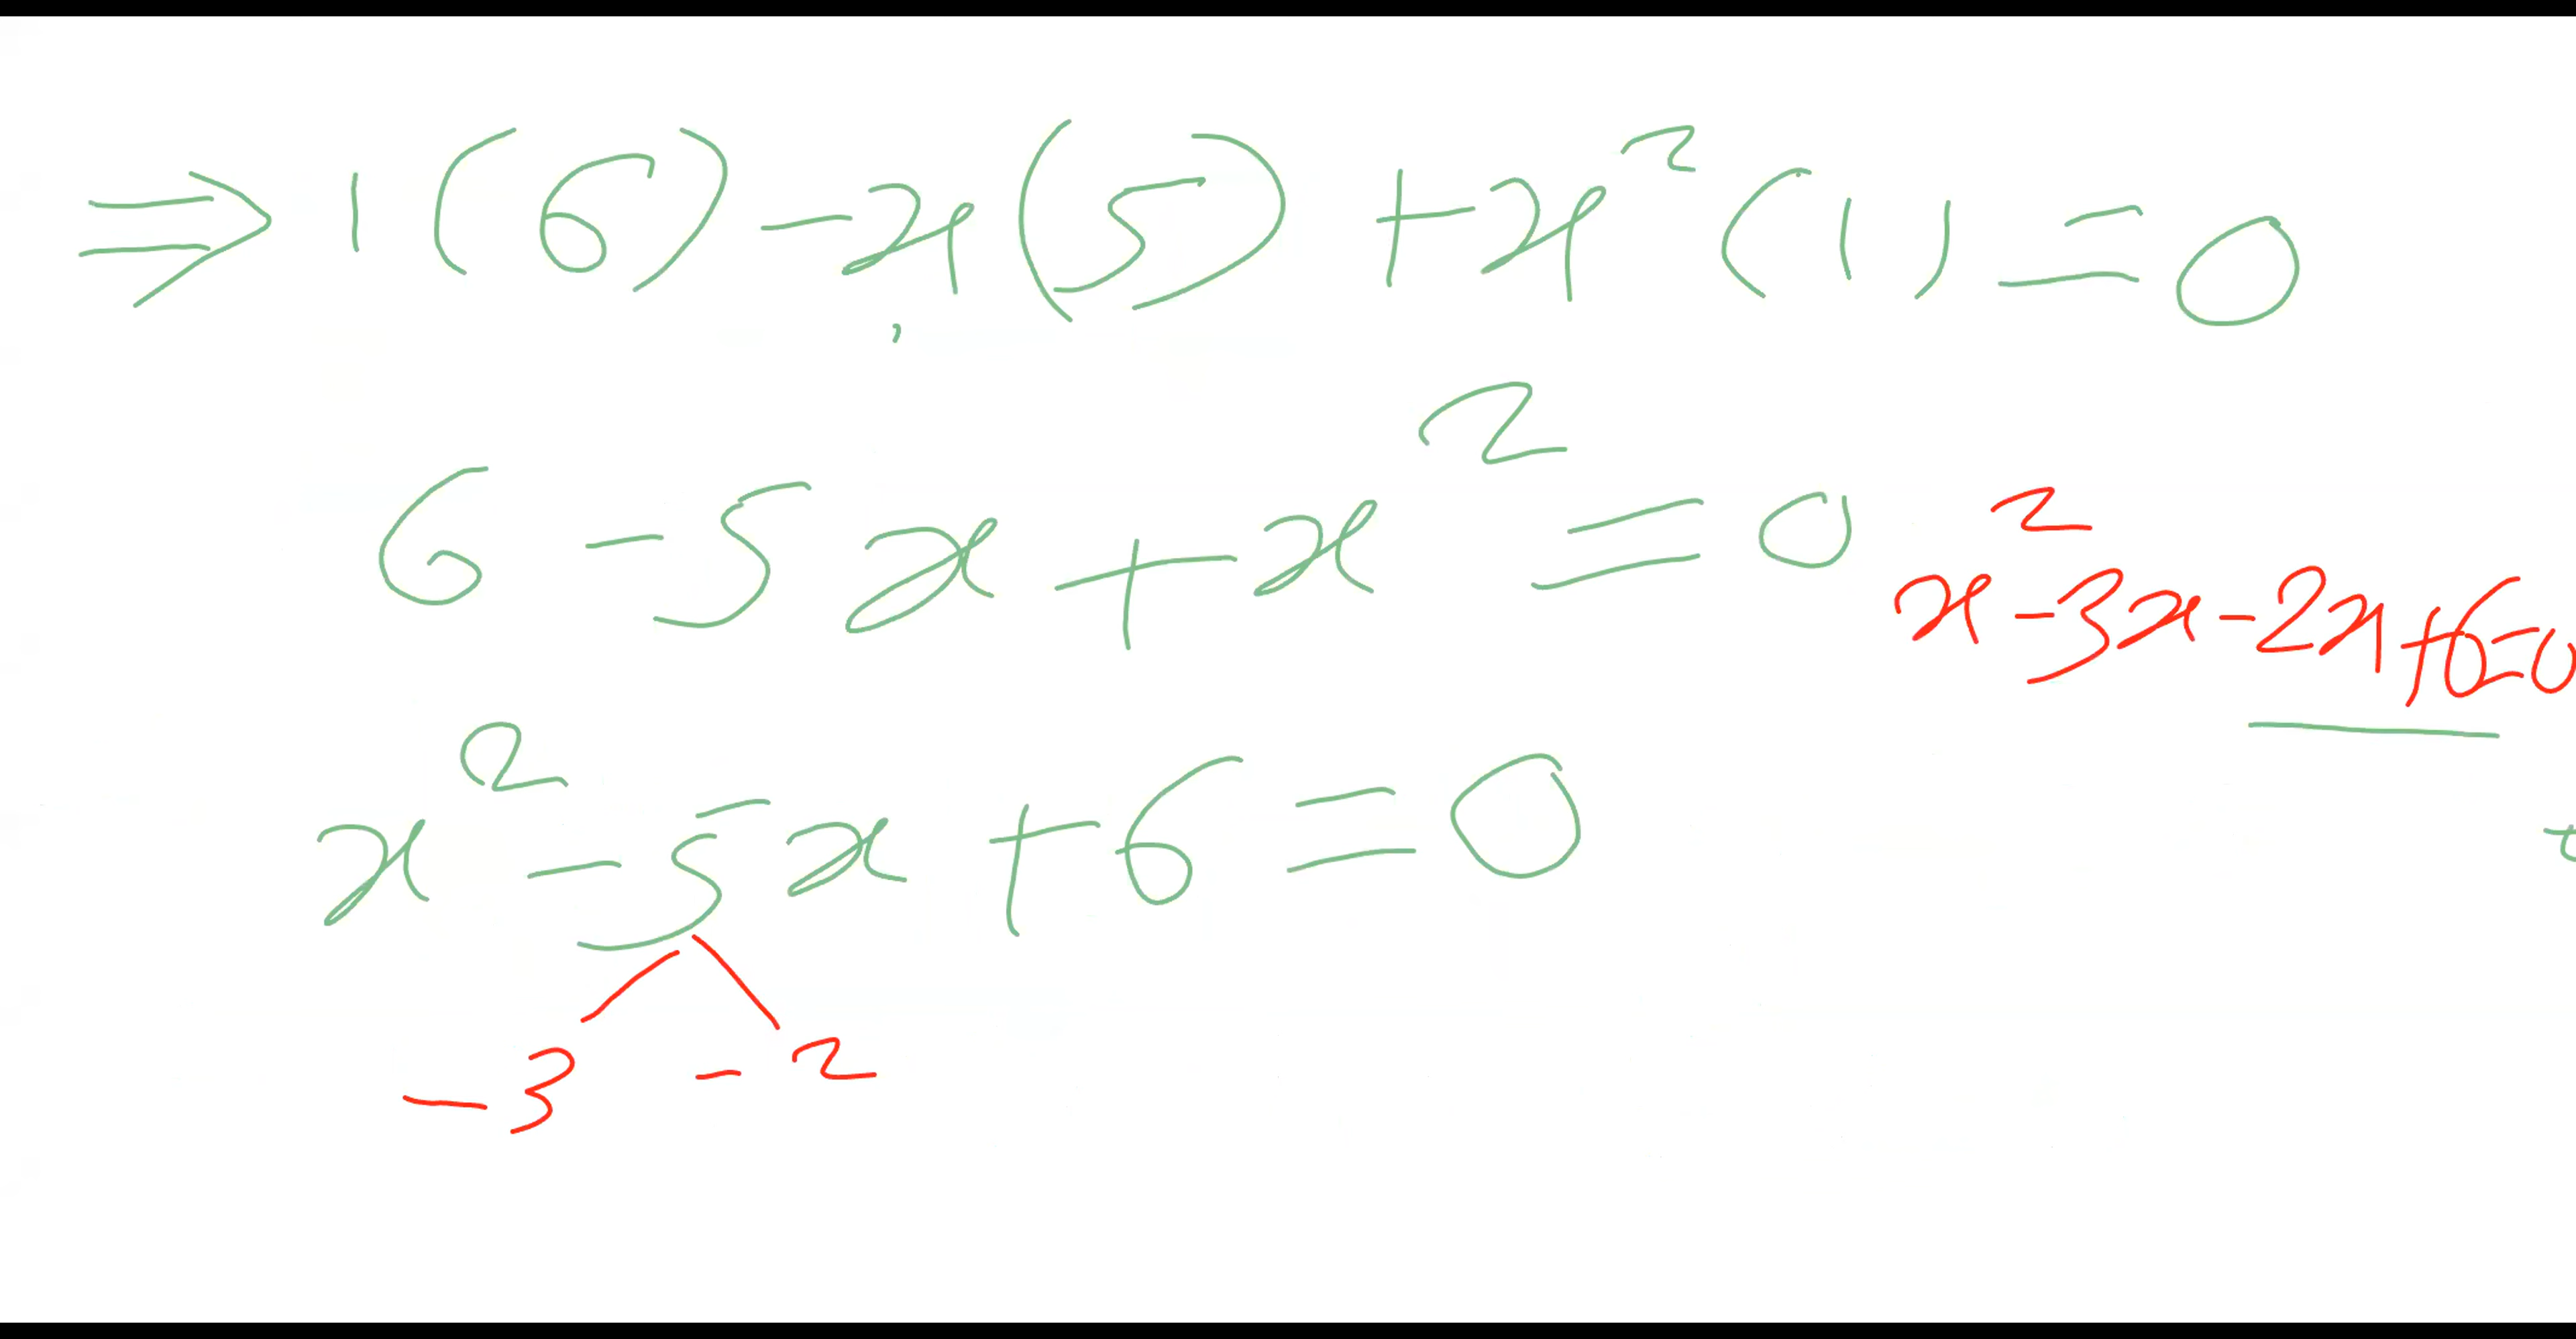 ⇒ 1(6) - x(5) + x²(1) = 0
6 - 5x + x² = 0
x² - 3x - 2x + 6 = 0
x² - 5x + 6 = 0
-3 -2